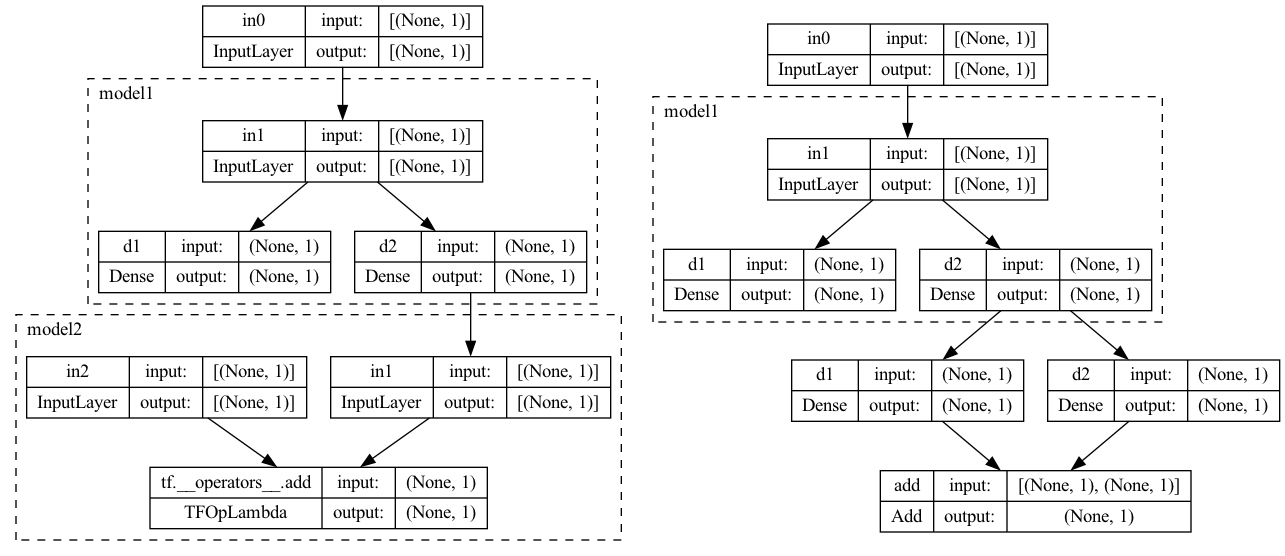 in0 input: [(None, 1)]
InputLayer output: [(None, 1)]
model1
in1 input: [(None, 1)]
InputLayer output: [(None, 1)]
d1 input: (None, 1)
Dense output: (None, 1)
d2 input: (None, 1)
Dense output: (None, 1)
model2
in2 input: [(None, 1)]
InputLayer output: [(None, 1)]
in1 input: [(None, 1)]
InputLayer output: [(None, 1)]
tf.__operators__.add input: (None, 1)
TFOpLambda output: (None, 1)
in0 input: [(None, 1)]
InputLayer output: [(None, 1)]
model1
in1 input: [(None, 1)]
InputLayer output: [(None, 1)]
d1 input: (None, 1)
Dense output: (None, 1)
d2 input: (None, 1)
Dense output: (None, 1)
d1 input: (None, 1)
Dense output: (None, 1)
d2 input: (None, 1)
Dense output: (None, 1)
add input: [(None, 1), (None, 1)]
Add output: (None, 1)